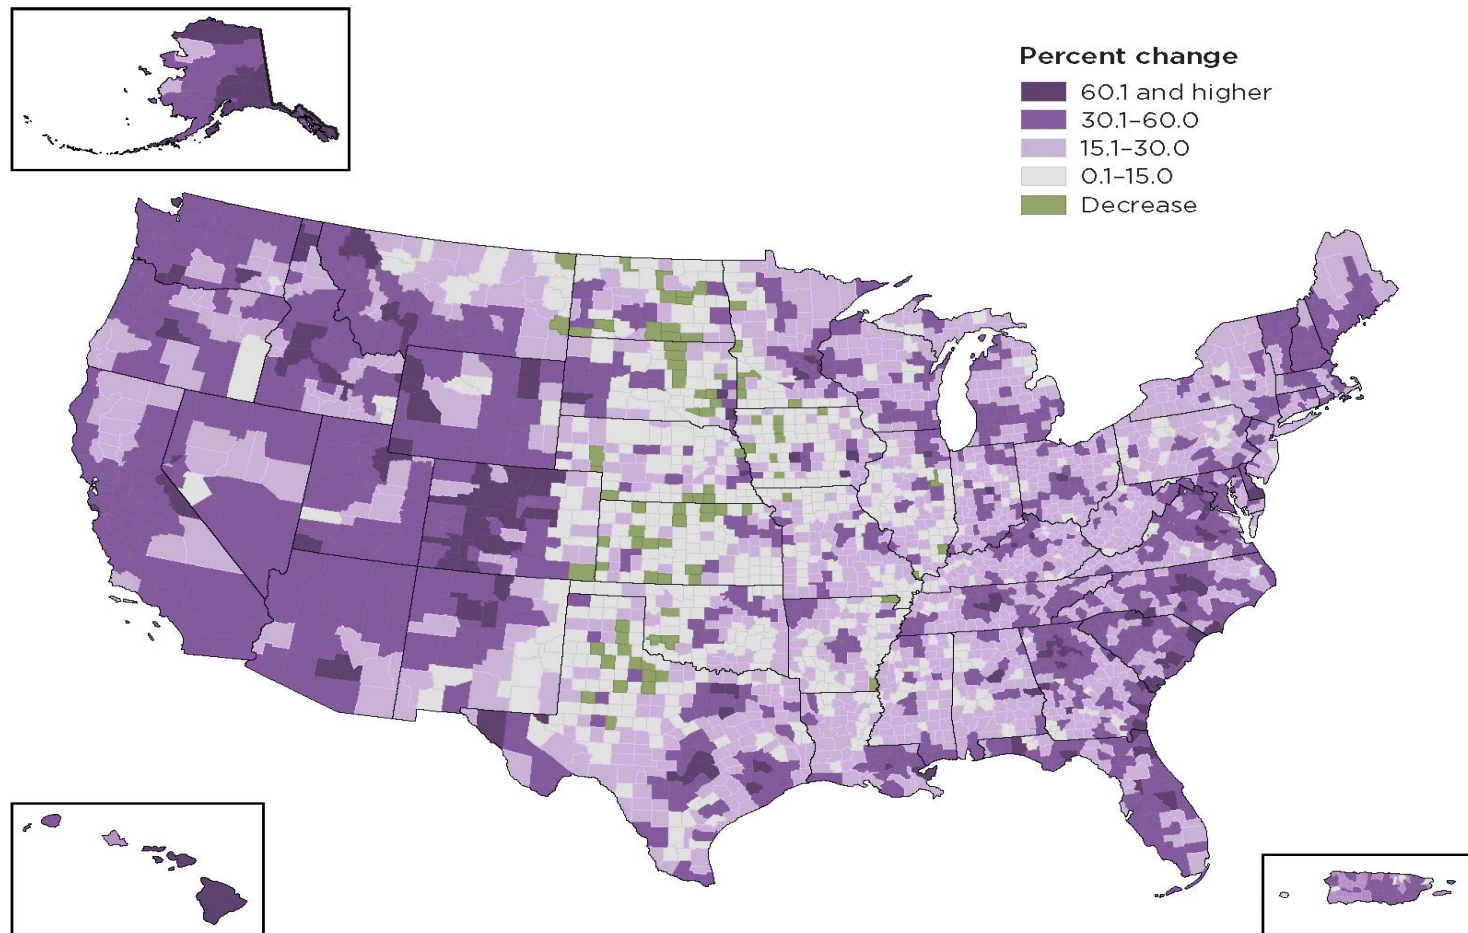 Percent change
60.1 and higher
30.1–60.0
15.1–30.0
0.1–15.0
Decrease